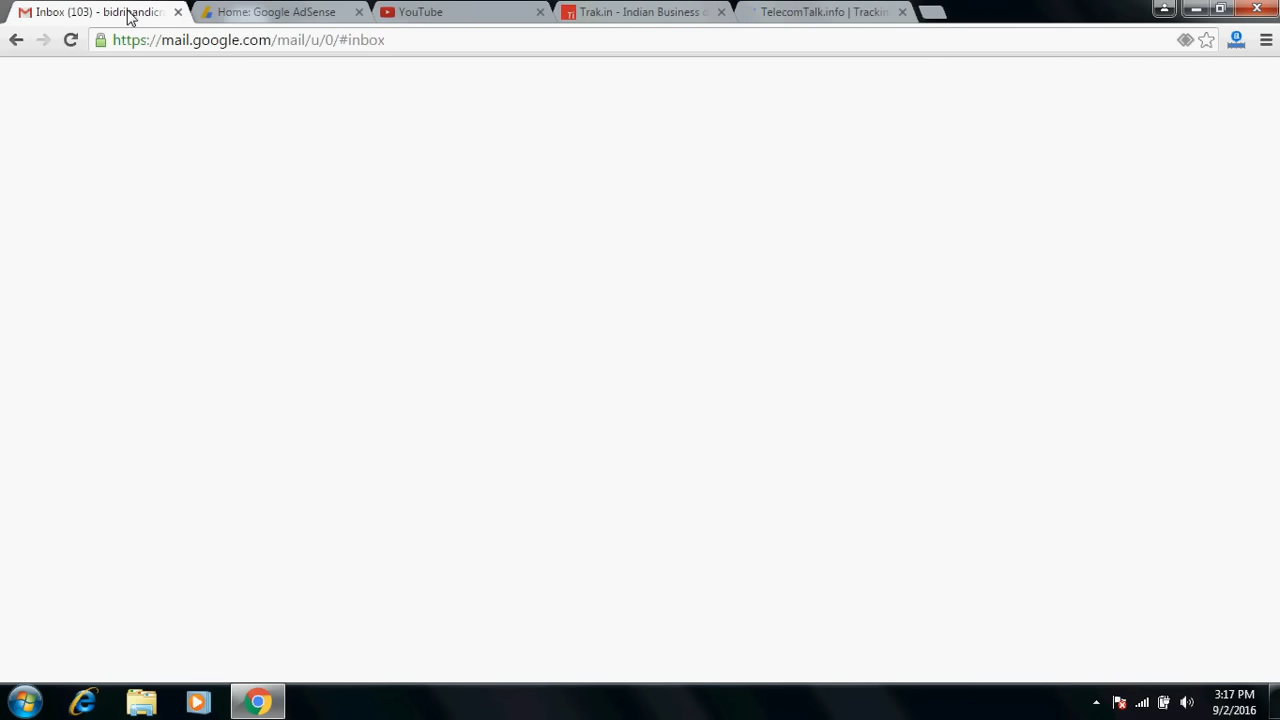 Inbox (103) -
Home: Google AdSense
YouTube
Trak.in - Indian Business
TelecomTalk.info | Trackin
https://mail.google.com/mail/u/0/#inbox
3:17 PM
9/2/2016